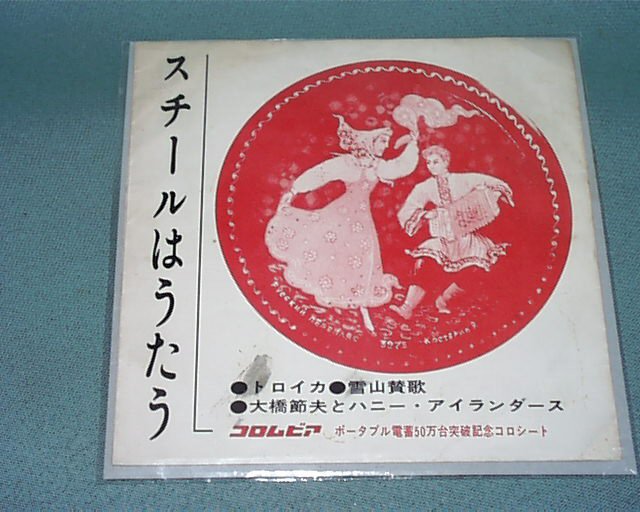 スチールはうたう
●トロイカ●雪山賛歌
●大橋節夫とハニー・アイランダース
コロムビア ポータブル電蓄50万台突破記念コロシート